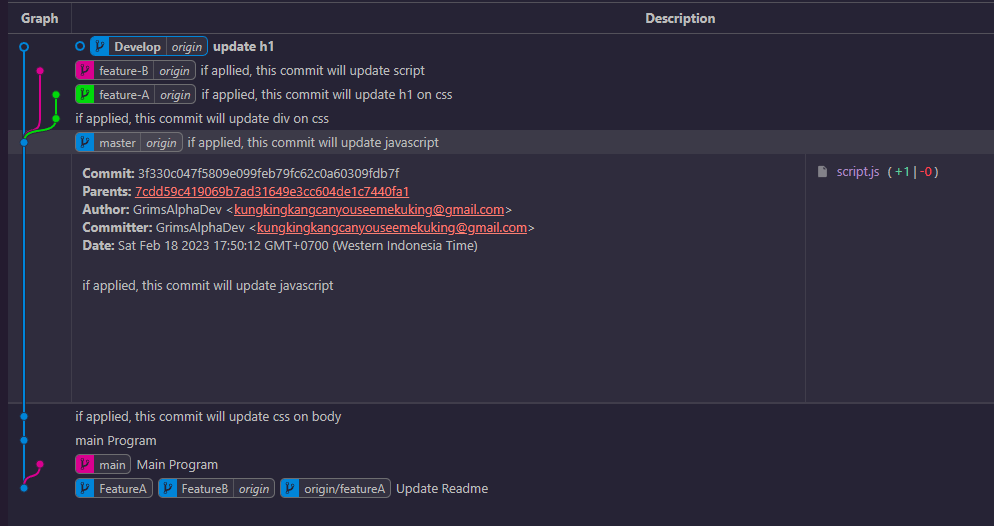 Graph Description
Develop origin update h1
feature-B origin if apllied, this commit will update script
feature-A origin if applied, this commit will update h1 on css
if applied, this commit will update div on css
master origin if applied, this commit will update javascript
Commit: 3f330c047f5809e099feb79fc62c0a60309fdb7f
script.js ( +1 | -0 )
Parents: 7cdd59c419069b7ad31649e3cc604de1c7440fa1
Author: GrimsAlphaDev <kungkingkangcanyouseemekuking@gmail.com>
Committer: GrimsAlphaDev <kungkingkangcanyouseemekuking@gmail.com>
Date: Sat Feb 18 2023 17:50:12 GMT+0700 (Western Indonesia Time)
if applied, this commit will update javascript
if applied, this commit will update css on body
main Program
main Main Program
FeatureA FeatureB origin origin/featureA Update Readme